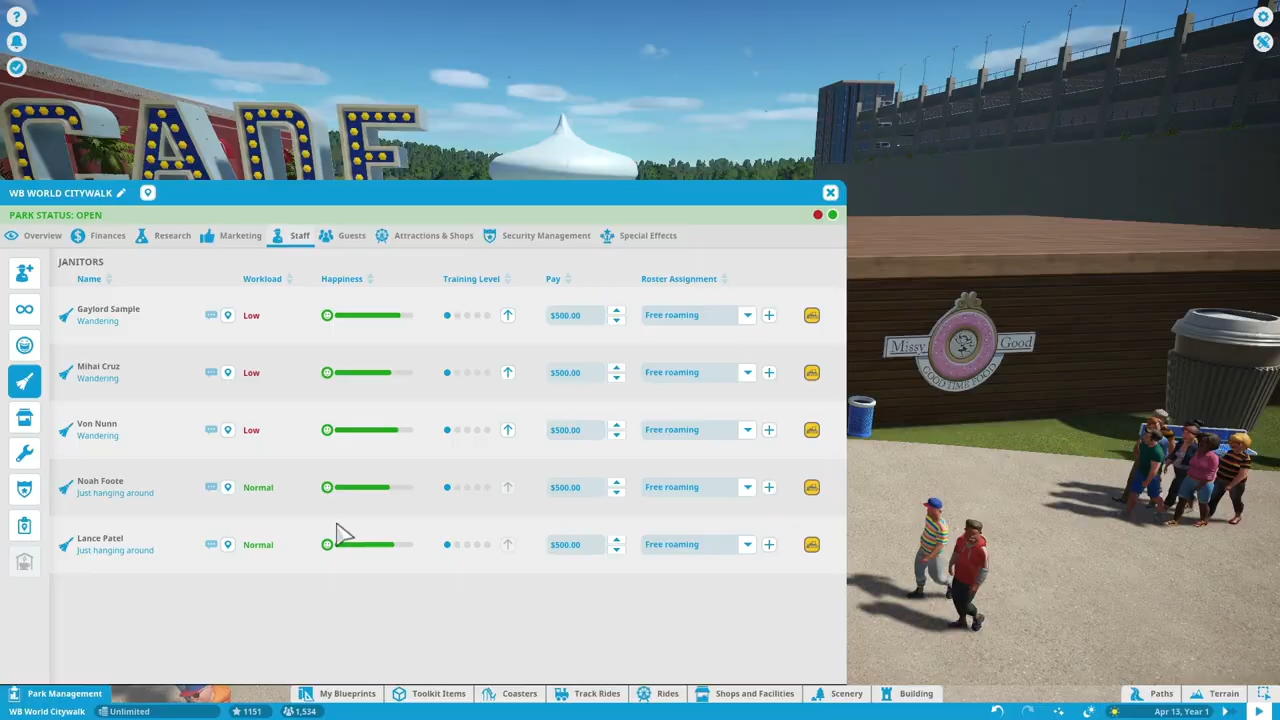 CADE
WB WORLD CITYWALK
PARK STATUS: OPEN
Overview Finances Research Marketing Staff Guests Attractions & Shops Security Management Special Effects
JANITORS
Name Workload Happiness Training Level Pay Roster Assignment
Gaylord Sample
Wandering
Low $500.00 Free roaming
Mihai Cruz
Wandering
Low $500.00 Free roaming
Von Nunn
Wandering
Low $500.00 Free roaming
Noah Foote
Just hanging around
Normal $500.00 Free roaming
Lance Patel
Just hanging around
Normal $500.00 Free roaming
Missy Good
GOOD TIME FOOD
Park Management My Blueprints Toolkit Items Coasters Track Rides Rides Shops and Facilities Scenery Building Paths Terrain
WB World Citywalk Unlimited 1151 1,534 Apr 13, Year 1